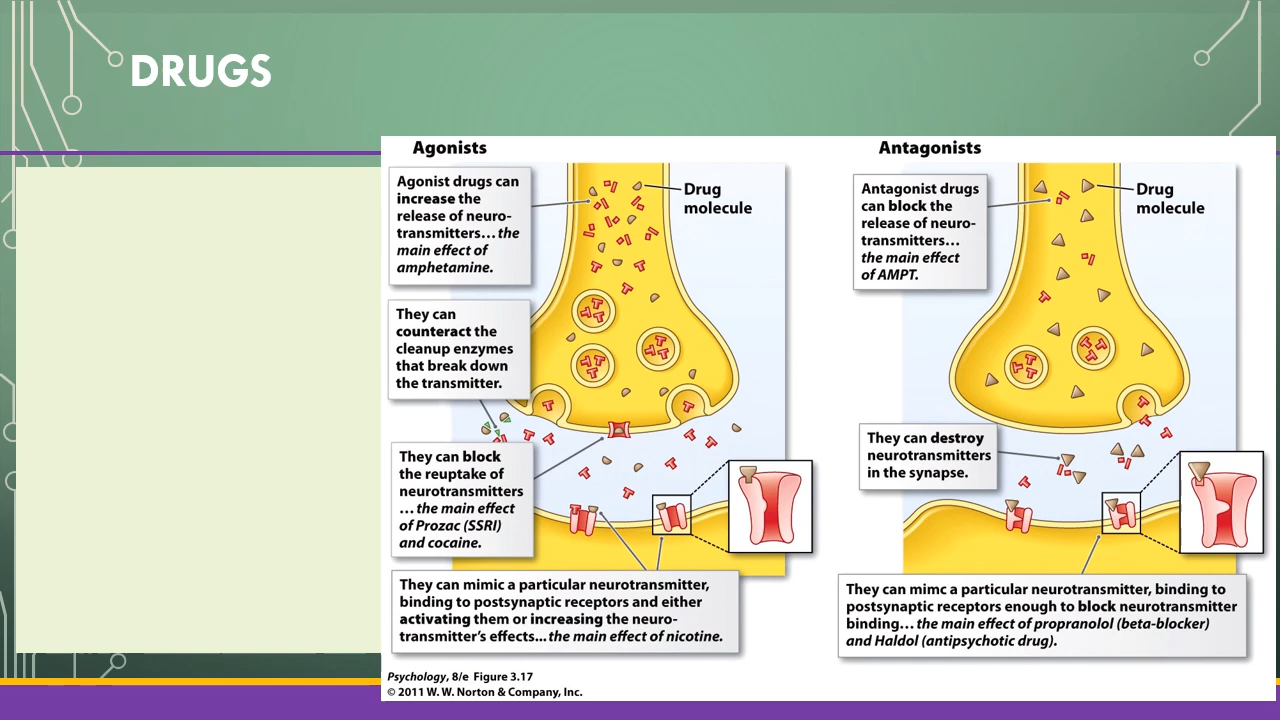 DRUGS
Agonists
Agonist drugs can
increase the
release of neuro-
transmitters… the
main effect of
amphetamine.
Drug
molecule
They can
counteract the
cleanup enzymes
that break down
the transmitter.
They can block
the reuptake of
neurotransmitters
… the main effect
of Prozac (SSRI)
and cocaine.
They can mimic a particular neurotransmitter,
binding to postsynaptic receptors and either
activating them or increasing the neuro-
transmitter’s effects... the main effect of nicotine.
Antagonists
Antagonist drugs
can block the
release of neuro-
transmitters…
the main effect
of AMPT.
Drug
molecule
They can destroy
neurotransmitters
in the synapse.
They can mimc a particular neurotransmitter, binding to
postsynaptic receptors enough to block neurotransmitter
binding… the main effect of propranolol (beta-blocker)
and Haldol (antipsychotic drug).
Psychology, 8/e Figure 3.17
© 2011 W. W. Norton & Company, Inc.